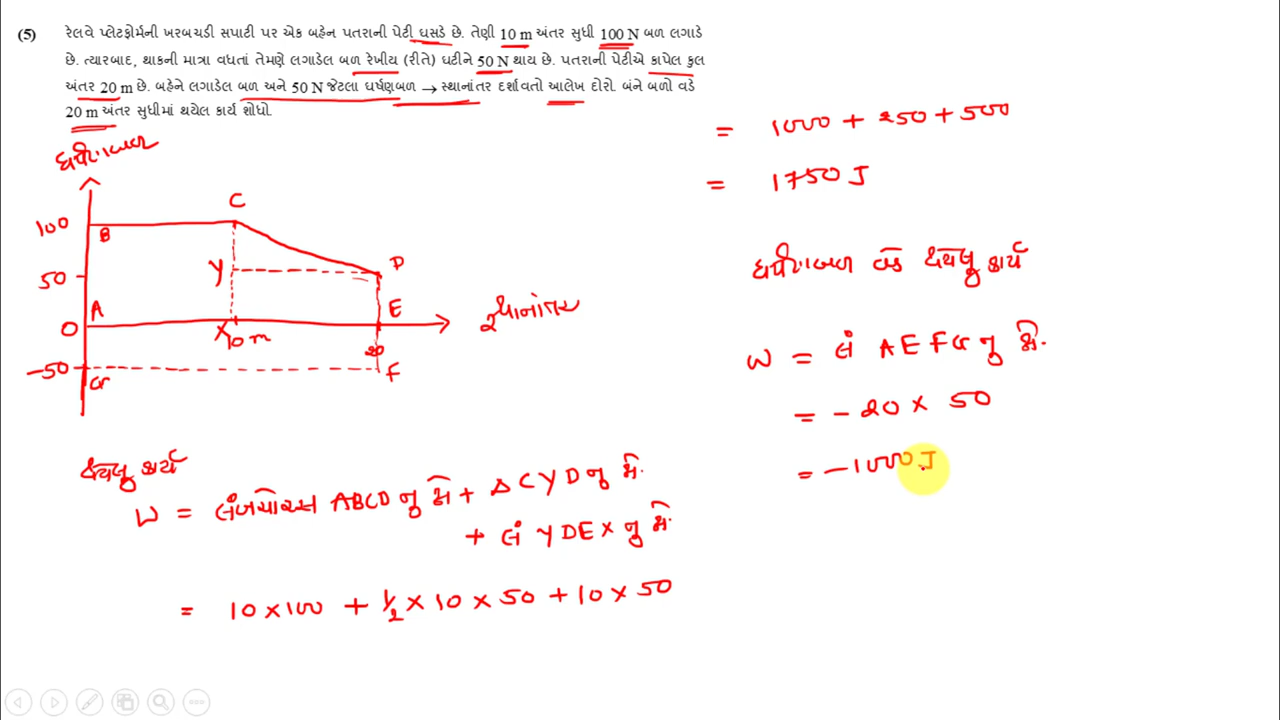 (5) રેલવે પ્લેટફોર્મની ખરબચડી સપાટી પર એક બહેન પતરાની પેટી ઘસડે છે. તેણી 10 m અંતર સુધી 100 N બળ લગાડે
છે. ત્યારબાદ, થાકની માત્રા વધતાં તેમણે લગાડેલ બળ રેખીય (રીતે) ઘટીને 50 N થાય છે. પતરાની પેટીએ કાપેલ કુલ
અંતર 20 m છે. બહેને લગાડેલ બળ અને 50 N જેટલા ઘર્ષણબળ → સ્થાનાંતર દર્શાવતો આલેખ દોરો. બંને બળો વડે
20 m અંતર સુધીમાં થયેલ કાર્ય શોધો.
ઘર્ષણબળ
100
B
C
50
Y
D
A
E
0
X
10 m
20
સ્થાનાંતર
-50
G
F
થયેલુ કાર્ય
W = લંબચોરસ ABCD નુ ક્ષે + Δ CYD નુ ક્ષે.
+ લં YDEX નુ ક્ષે.
= 10 × 100 + 1/2 × 10 × 50 + 10 × 50
= 1000 + 250 + 500
= 1750 J
ઘર્ષણબળ વડે થયેલુ કાર્ય
W = લં AEFG નુ ક્ષે.
= - 20 × 50
= - 1000 J